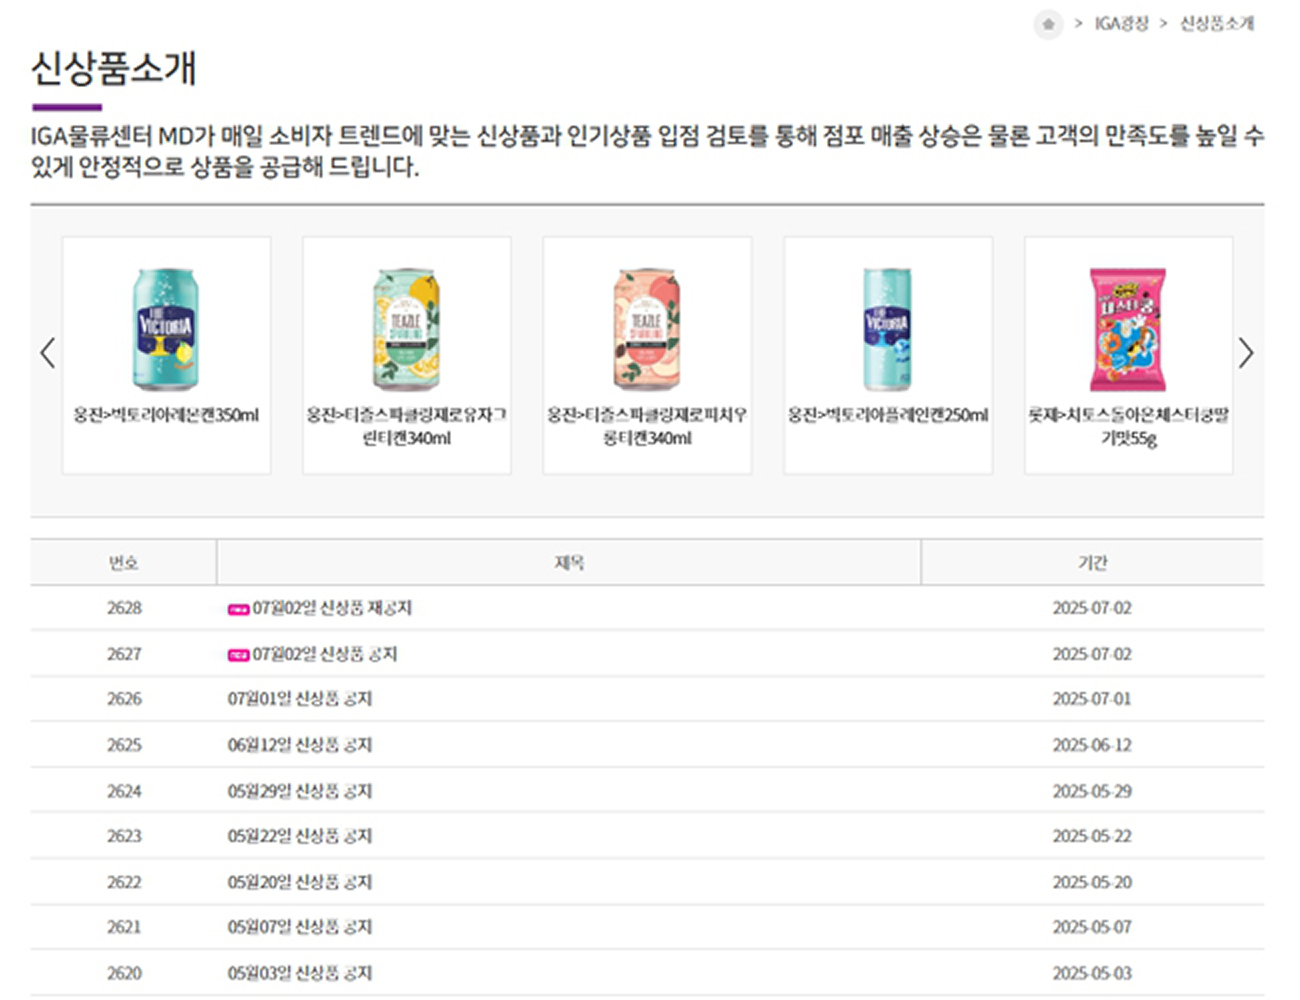 > IGA광장 > 신상품소개
신상품소개
IGA물류센터 MD가 매일 소비자 트렌드에 맞는 신상품과 인기상품 입점 검토를 통해 점포 매출 상승은 물론 고객의 만족도를 높일 수
있게 안정적으로 상품을 공급해 드립니다.
VICTORIA
TEAZLE
SPARKLING
TEAZLE
SPARKLING
VICTORIA
체스터쿵
웅진>빅토리아레몬캔350ml
웅진>티즐스파클링제로유자그
린티캔340ml
웅진>티즐스파클링제로피치우
롱티캔340ml
웅진>빅토리아플레인캔250ml
롯제>치토스돌아온체스터쿵딸
기맛55g
번호 제목 기간
2628 new 07월02일 신상품 재공지 2025-07-02
2627 new 07월02일 신상품 공지 2025-07-02
2626 07월01일 신상품 공지 2025-07-01
2625 06월12일 신상품 공지 2025-06-12
2624 05월29일 신상품 공지 2025-05-29
2623 05월22일 신상품 공지 2025-05-22
2622 05월20일 신상품 공지 2025-05-20
2621 05월07일 신상품 공지 2025-05-07
2620 05월03일 신상품 공지 2025-05-03